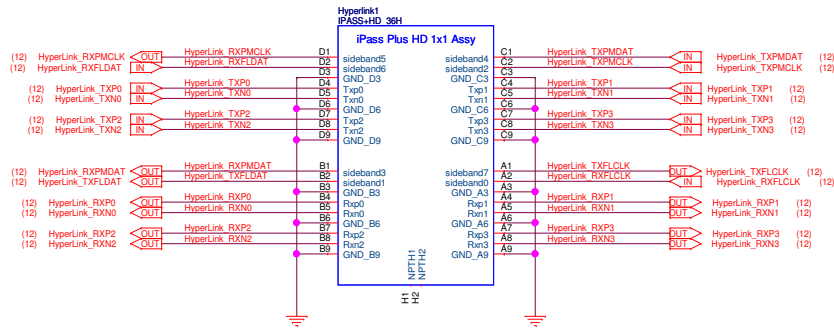 Hyperlink1
IPASS+HD_36H
iPass Plus HD 1x1 Assy
(12) HyperLink_RXPMCLK OUT HyperLink_RXPMCLK D1 sideband5 sideband4 C1 HyperLink_TXPMDAT IN HyperLink_TXPMDAT (12)
(12) HyperLink_RXFLDAT IN HyperLink_RXFLDAT D2 sideband6 sideband2 C2 HyperLink_TXPMCLK IN HyperLink_TXPMCLK (12)
D3 GND_D3 GND_C3 C3
(12) HyperLink_TXP0 IN HyperLink_TXP0 D4 Txp0 Txp1 C4 HyperLink_TXP1 IN HyperLink_TXP1 (12)
(12) HyperLink_TXN0 IN HyperLink_TXN0 D5 Txn0 Txn1 C5 HyperLink_TXN1 IN HyperLink_TXN1 (12)
D6 GND_D6 GND_C6 C6
(12) HyperLink_TXP2 IN HyperLink_TXP2 D7 Txp2 Txp3 C7 HyperLink_TXP3 IN HyperLink_TXP3 (12)
(12) HyperLink_TXN2 IN HyperLink_TXN2 D8 Txn2 Txn3 C8 HyperLink_TXN3 IN HyperLink_TXN3 (12)
D9 GND_D9 GND_C9 C9
(12) HyperLink_RXPMDAT OUT HyperLink_RXPMDAT B1 sideband3 sideband7 A1 HyperLink_TXFLCLK OUT HyperLink_TXFLCLK (12)
(12) HyperLink_TXFLDAT OUT HyperLink_TXFLDAT B2 sideband1 sideband0 A2 HyperLink_RXFLCLK IN HyperLink_RXFLCLK (12)
B3 GND_B3 GND_A3 A3
(12) HyperLink_RXP0 OUT HyperLink_RXP0 B4 Rxp0 Rxp1 A4 HyperLink_RXP1 OUT HyperLink_RXP1 (12)
(12) HyperLink_RXN0 OUT HyperLink_RXN0 B5 Rxn0 Rxn1 A5 HyperLink_RXN1 OUT HyperLink_RXN1 (12)
B6 GND_B6 GND_A6 A6
(12) HyperLink_RXP2 OUT HyperLink_RXP2 B7 Rxp2 Rxp3 A7 HyperLink_RXP3 OUT HyperLink_RXP3 (12)
(12) HyperLink_RXN2 OUT HyperLink_RXN2 B8 Rxn2 Rxn3 A8 HyperLink_RXN3 OUT HyperLink_RXN3 (12)
B9 GND_B9 GND_A9 A9
NPTH1
NPTH2
H1
H2